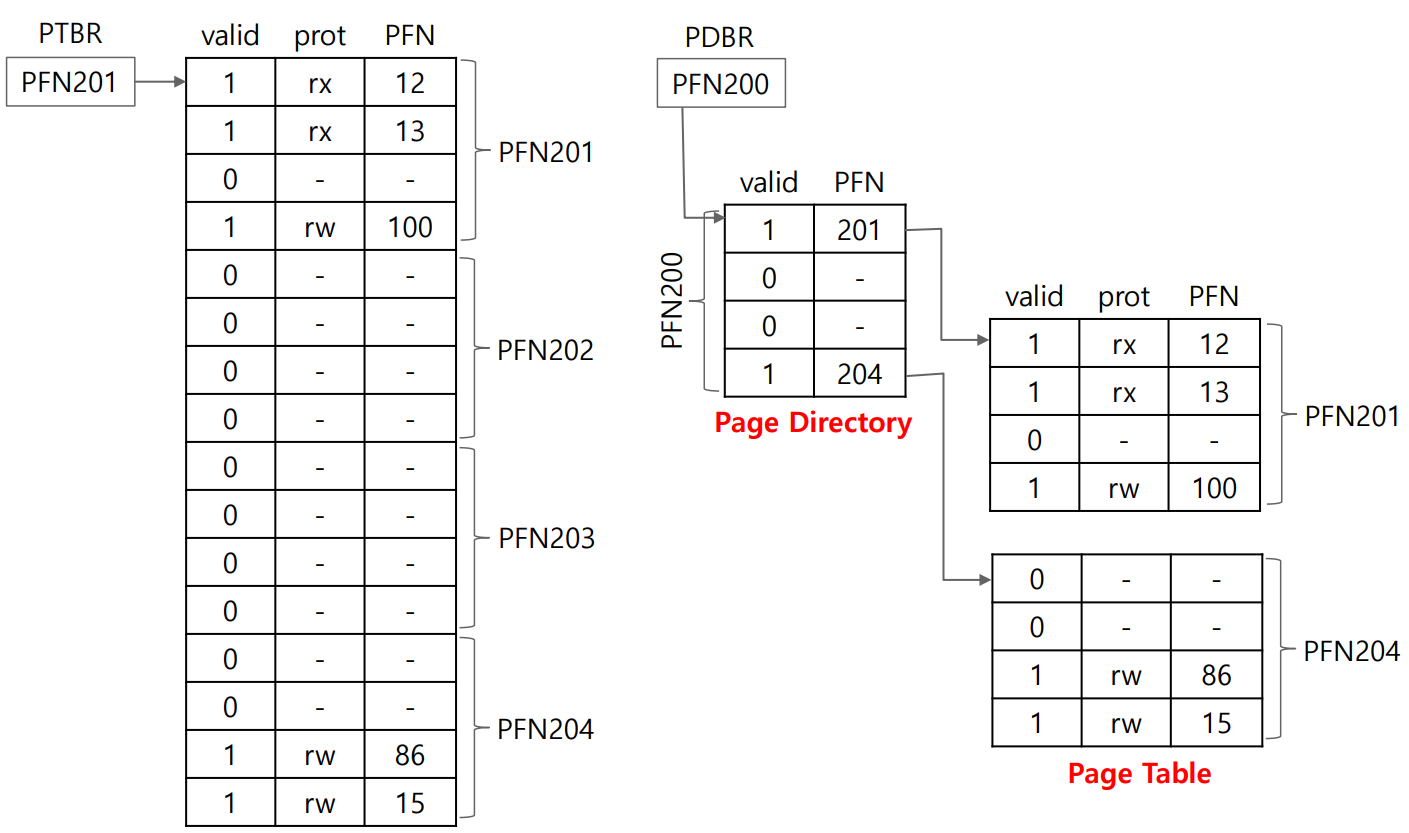 PTBR
PFN201
valid prot PFN
1 rx 12
1 rx 13
0 - -
1 rw 100
0 - -
0 - -
0 - -
0 - -
0 - -
0 - -
0 - -
0 - -
0 - -
0 - -
1 rw 86
1 rw 15
PFN201
PFN202
PFN203
PFN204
PDBR
PFN200
valid PFN
1 201
0 -
0 -
1 204
PFN200
Page Directory
valid prot PFN
1 rx 12
1 rx 13
0 - -
1 rw 100
PFN201
0 - -
0 - -
1 rw 86
1 rw 15
PFN204
Page Table